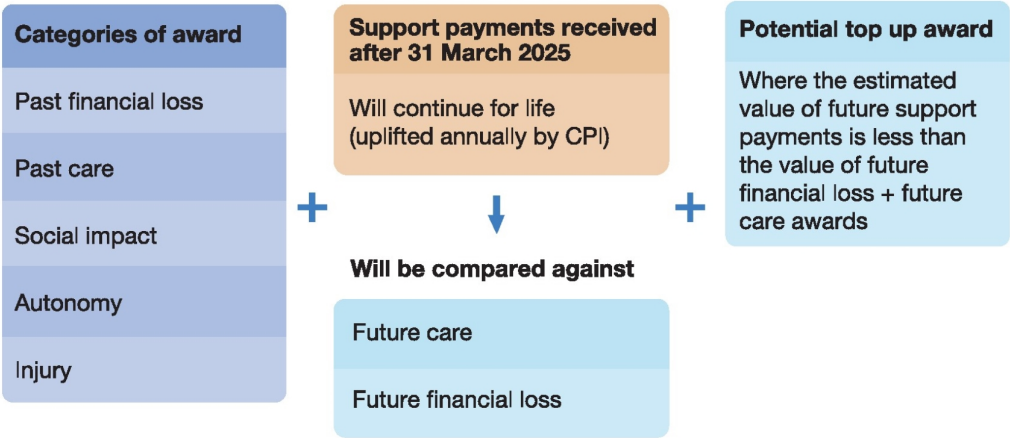 Categories of award
Past financial loss
Past care
Social impact
Autonomy
Injury
+
Support payments received
after 31 March 2025
Will continue for life
(uplifted annually by CPI)
Will be compared against
Future care
Future financial loss
+
Potential top up award
Where the estimated
value of future support
payments is less than
the value of future
financial loss + future
care awards